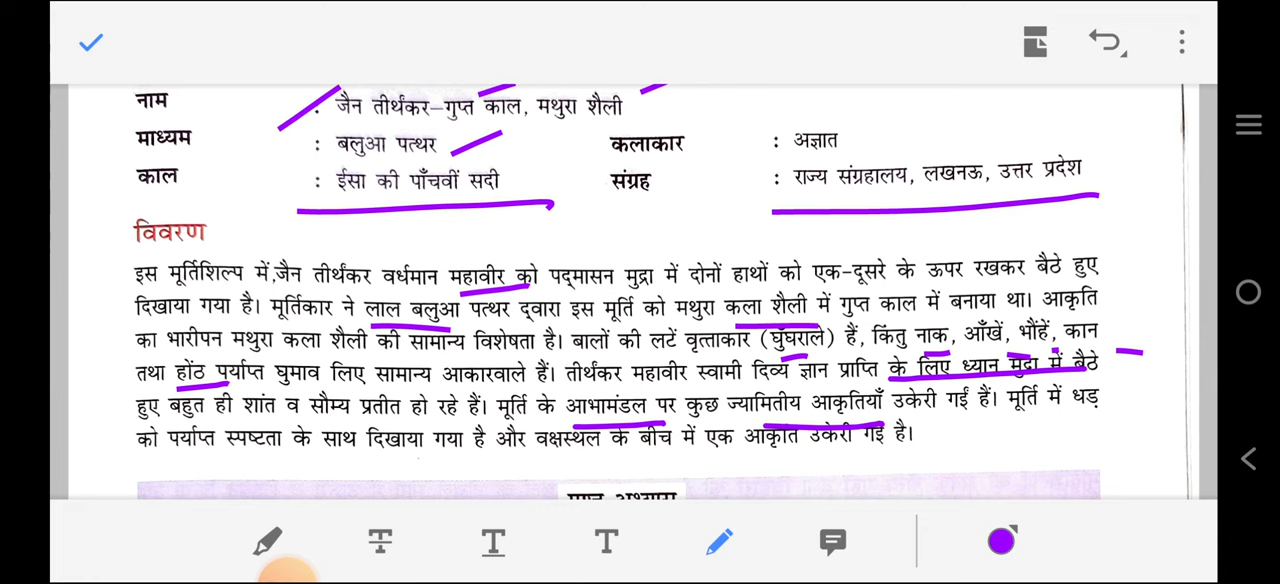 नाम : जैन तीर्थंकर–गुप्त काल, मथुरा शैली
माध्यम : बलुआ पत्थर कलाकार : अज्ञात
काल : ईसा की पाँचवीं सदी संग्रह : राज्य संग्रहालय, लखनऊ, उत्तर प्रदेश
विवरण
इस मूर्तिशिल्प में,जैन तीर्थंकर वर्धमान महावीर को पद्‌मासन मुद्रा में दोनों हाथों को एक-दूसरे के ऊपर रखकर बैठे हुए
दिखाया गया है। मूर्तिकार ने लाल बलुआ पत्थर द्‌वारा इस मूर्ति को मथुरा कला शैली में गुप्त काल में बनाया था। आकृति
का भारीपन मथुरा कला शैली की सामान्य विशेषता है। बालों की लटें वृत्ताकार (घुँघराले) हैं, किंतु नाक, आँखें, भौंहें, कान
तथा होंठ पर्याप्त घुमाव लिए सामान्य आकारवाले हैं। तीर्थंकर महावीर स्वामी दिव्य ज्ञान प्राप्ति के लिए ध्यान मुद्रा में बैठे
हुए बहुत ही शांत व सौम्य प्रतीत हो रहे हैं। मूर्ति के आभामंडल पर कुछ ज्यामितीय आकृतियाँ उकेरी गई हैं। मूर्ति में धड़
को पर्याप्त स्पष्टता के साथ दिखाया गया है और वक्षस्थल के बीच में एक आकृति उकेरी गई है।
T T T